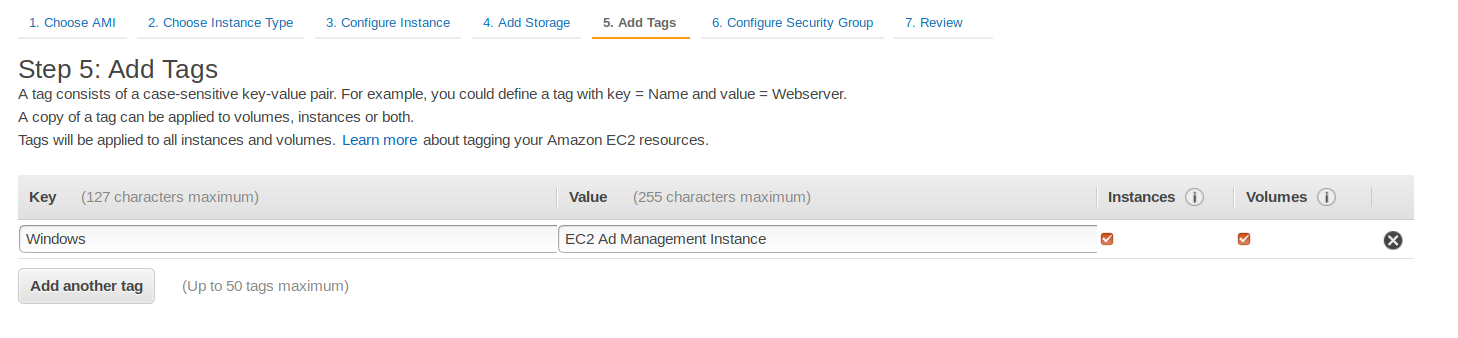 1. Choose AMI 2. Choose Instance Type 3. Configure Instance 4. Add Storage 5. Add Tags 6. Configure Security Group 7. Review
Step 5: Add Tags
A tag consists of a case-sensitive key-value pair. For example, you could define a tag with key = Name and value = Webserver.
A copy of a tag can be applied to volumes, instances or both.
Tags will be applied to all instances and volumes. Learn more about tagging your Amazon EC2 resources.
Key (127 characters maximum) Value (255 characters maximum) Instances i Volumes i
Windows EC2 Ad Management Instance
Add another tag (Up to 50 tags maximum)